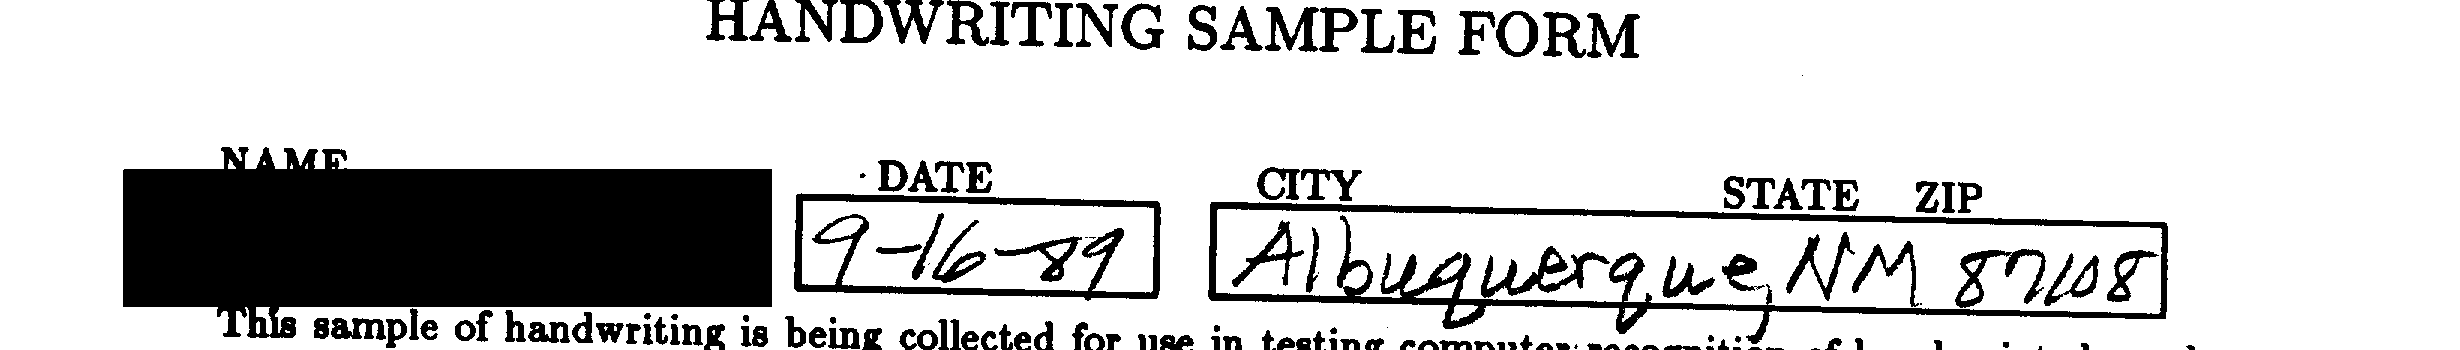 HANDWRITING SAMPLE FORM
NAME DATE CITY STATE ZIP
9-16-89 Albuquerque, NM 87108
This sample of handwriting is being collected for use in testing computer recognition of